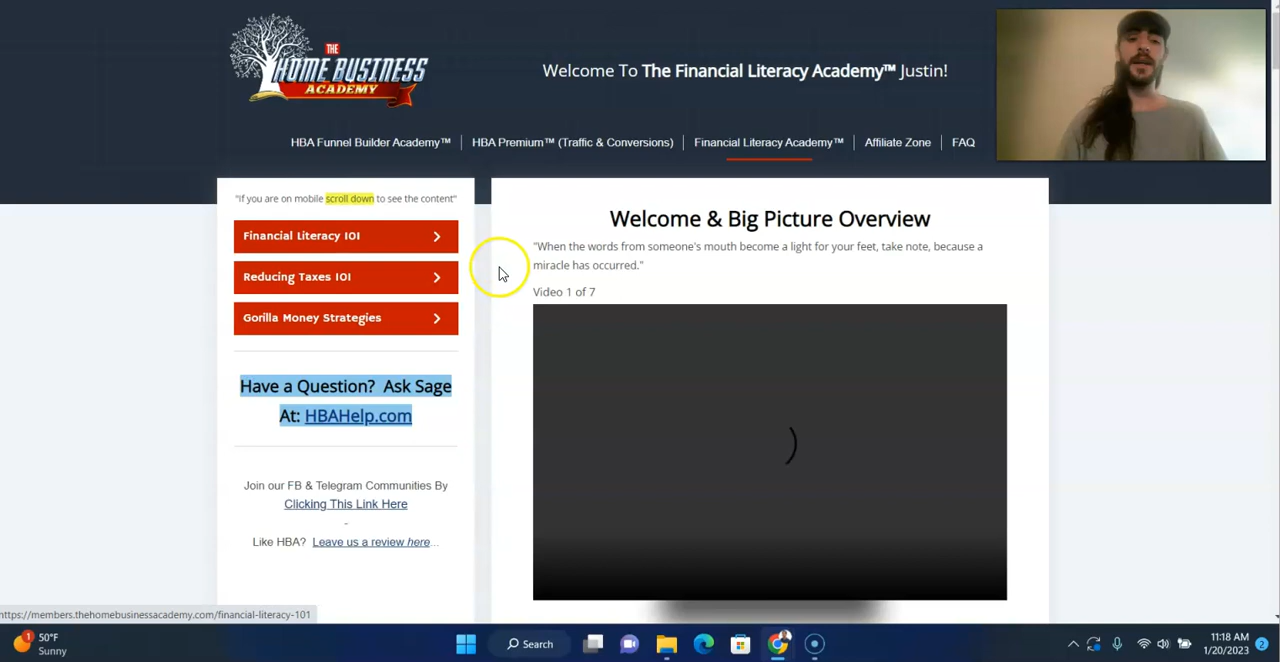 THE
HOME BUSINESS
ACADEMY
Welcome To The Financial Literacy Academy™ Justin!
HBA Funnel Builder Academy™
HBA Premium™ (Traffic & Conversions)
Financial Literacy Academy™
Affiliate Zone
FAQ
"If you are on mobile scroll down to see the content"
Financial Literacy 101
Reducing Taxes 101
Gorilla Money Strategies
Have a Question? Ask Sage
At: HBAHelp.com
Join our FB & Telegram Communities By
Clicking This Link Here
-
Like HBA? Leave us a review here...
Welcome & Big Picture Overview
"When the words from someone's mouth become a light for your feet, take note, because a
miracle has occurred."
Video 1 of 7
https://members.thehomebusinessacademy.com/financial-literacy-101
1
50°F
Sunny
Search
11:18 AM
1/20/2023
2